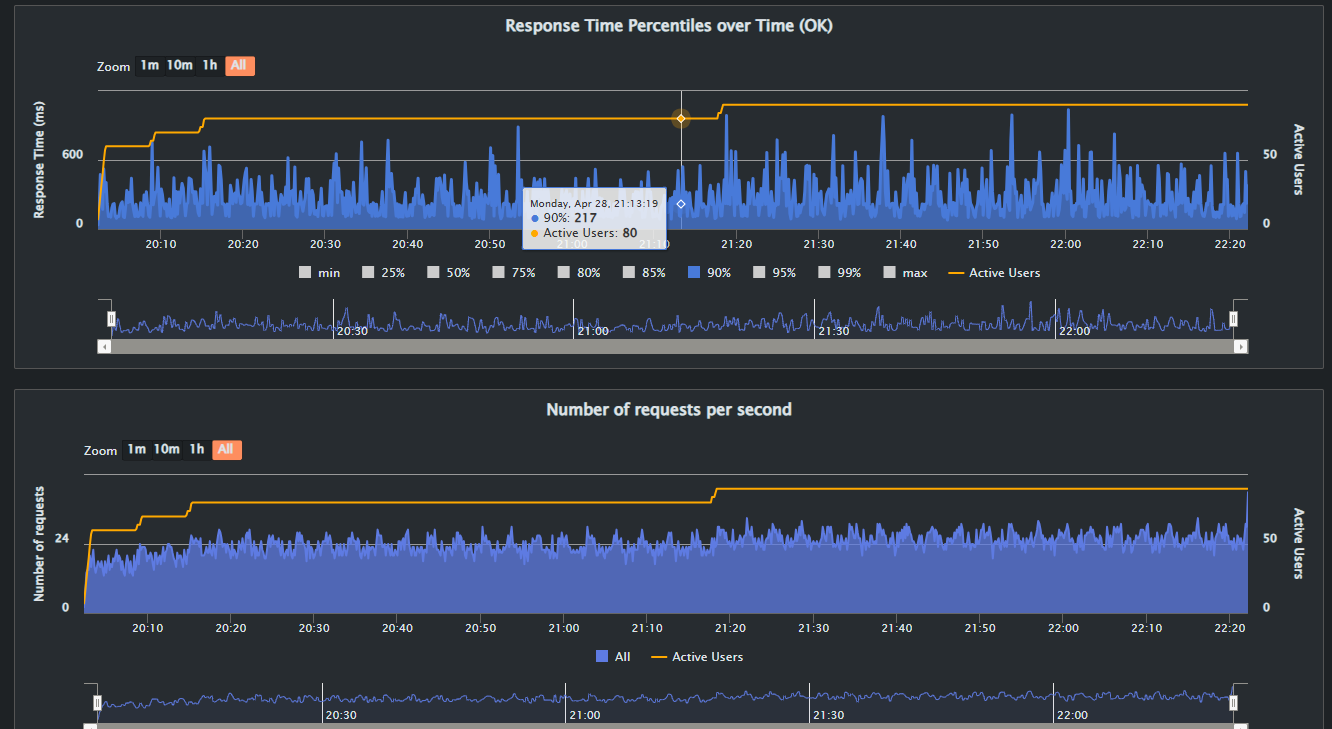 Response Time Percentiles over Time (OK)
Zoom 1m 10m 1h All
Response Time (ms)
600
0
Active Users
50
0
Monday, Apr 28, 21:13:19
90%: 217
Active Users: 80
20:10 20:20 20:30 20:40 20:50 21:00 21:10 21:20 21:30 21:40 21:50 22:00 22:10 22:20
min 25% 50% 75% 80% 85% 90% 95% 99% max Active Users
20:30 21:00 21:30 22:00
Number of requests per second
Zoom 1m 10m 1h All
Number of requests
24
0
Active Users
50
0
20:10 20:20 20:30 20:40 20:50 21:00 21:10 21:20 21:30 21:40 21:50 22:00 22:10 22:20
All Active Users
20:30 21:00 21:30 22:00